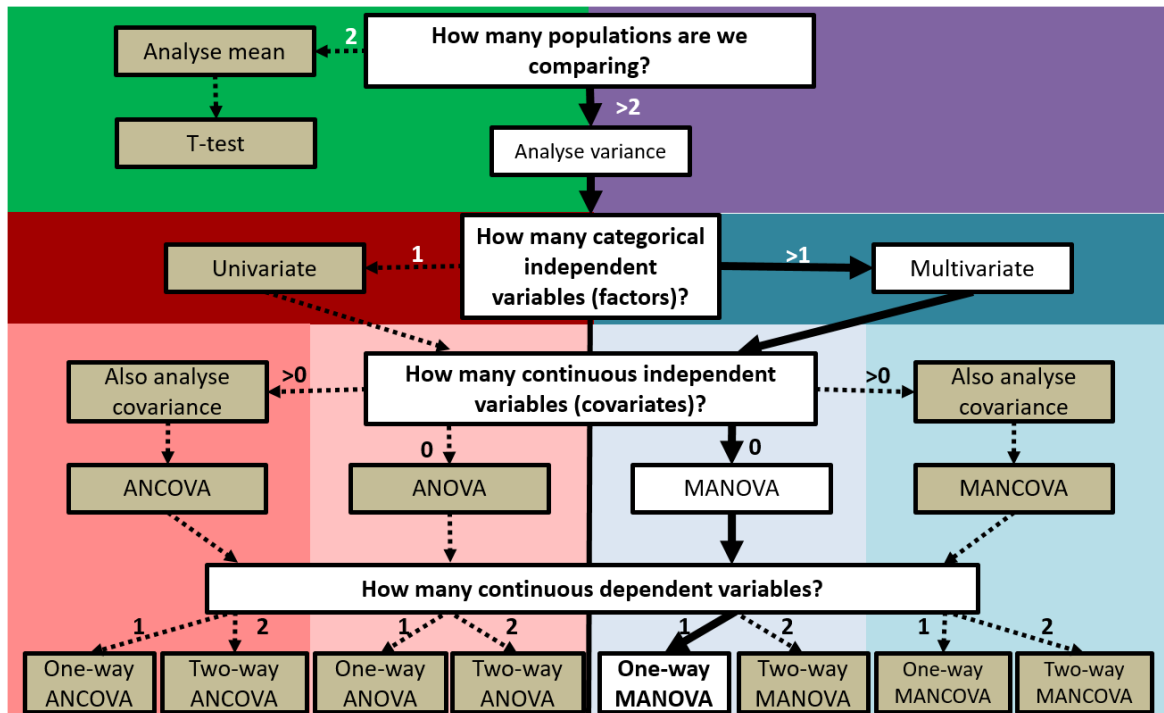 How many populations are we
comparing?
2
Analyse mean
T-test
>2
Analyse variance
How many categorical
independent
variables (factors)?
1
Univariate
>1
Multivariate
How many continuous independent
variables (covariates)?
>0
Also analyse
covariance
>0
Also analyse
covariance
0
0
ANCOVA
ANOVA
MANOVA
MANCOVA
How many continuous dependent variables?
1
2
1
2
1
2
1
2
One-way
ANCOVA
Two-way
ANCOVA
One-way
ANOVA
Two-way
ANOVA
One-way
MANOVA
Two-way
MANOVA
One-way
MANCOVA
Two-way
MANCOVA